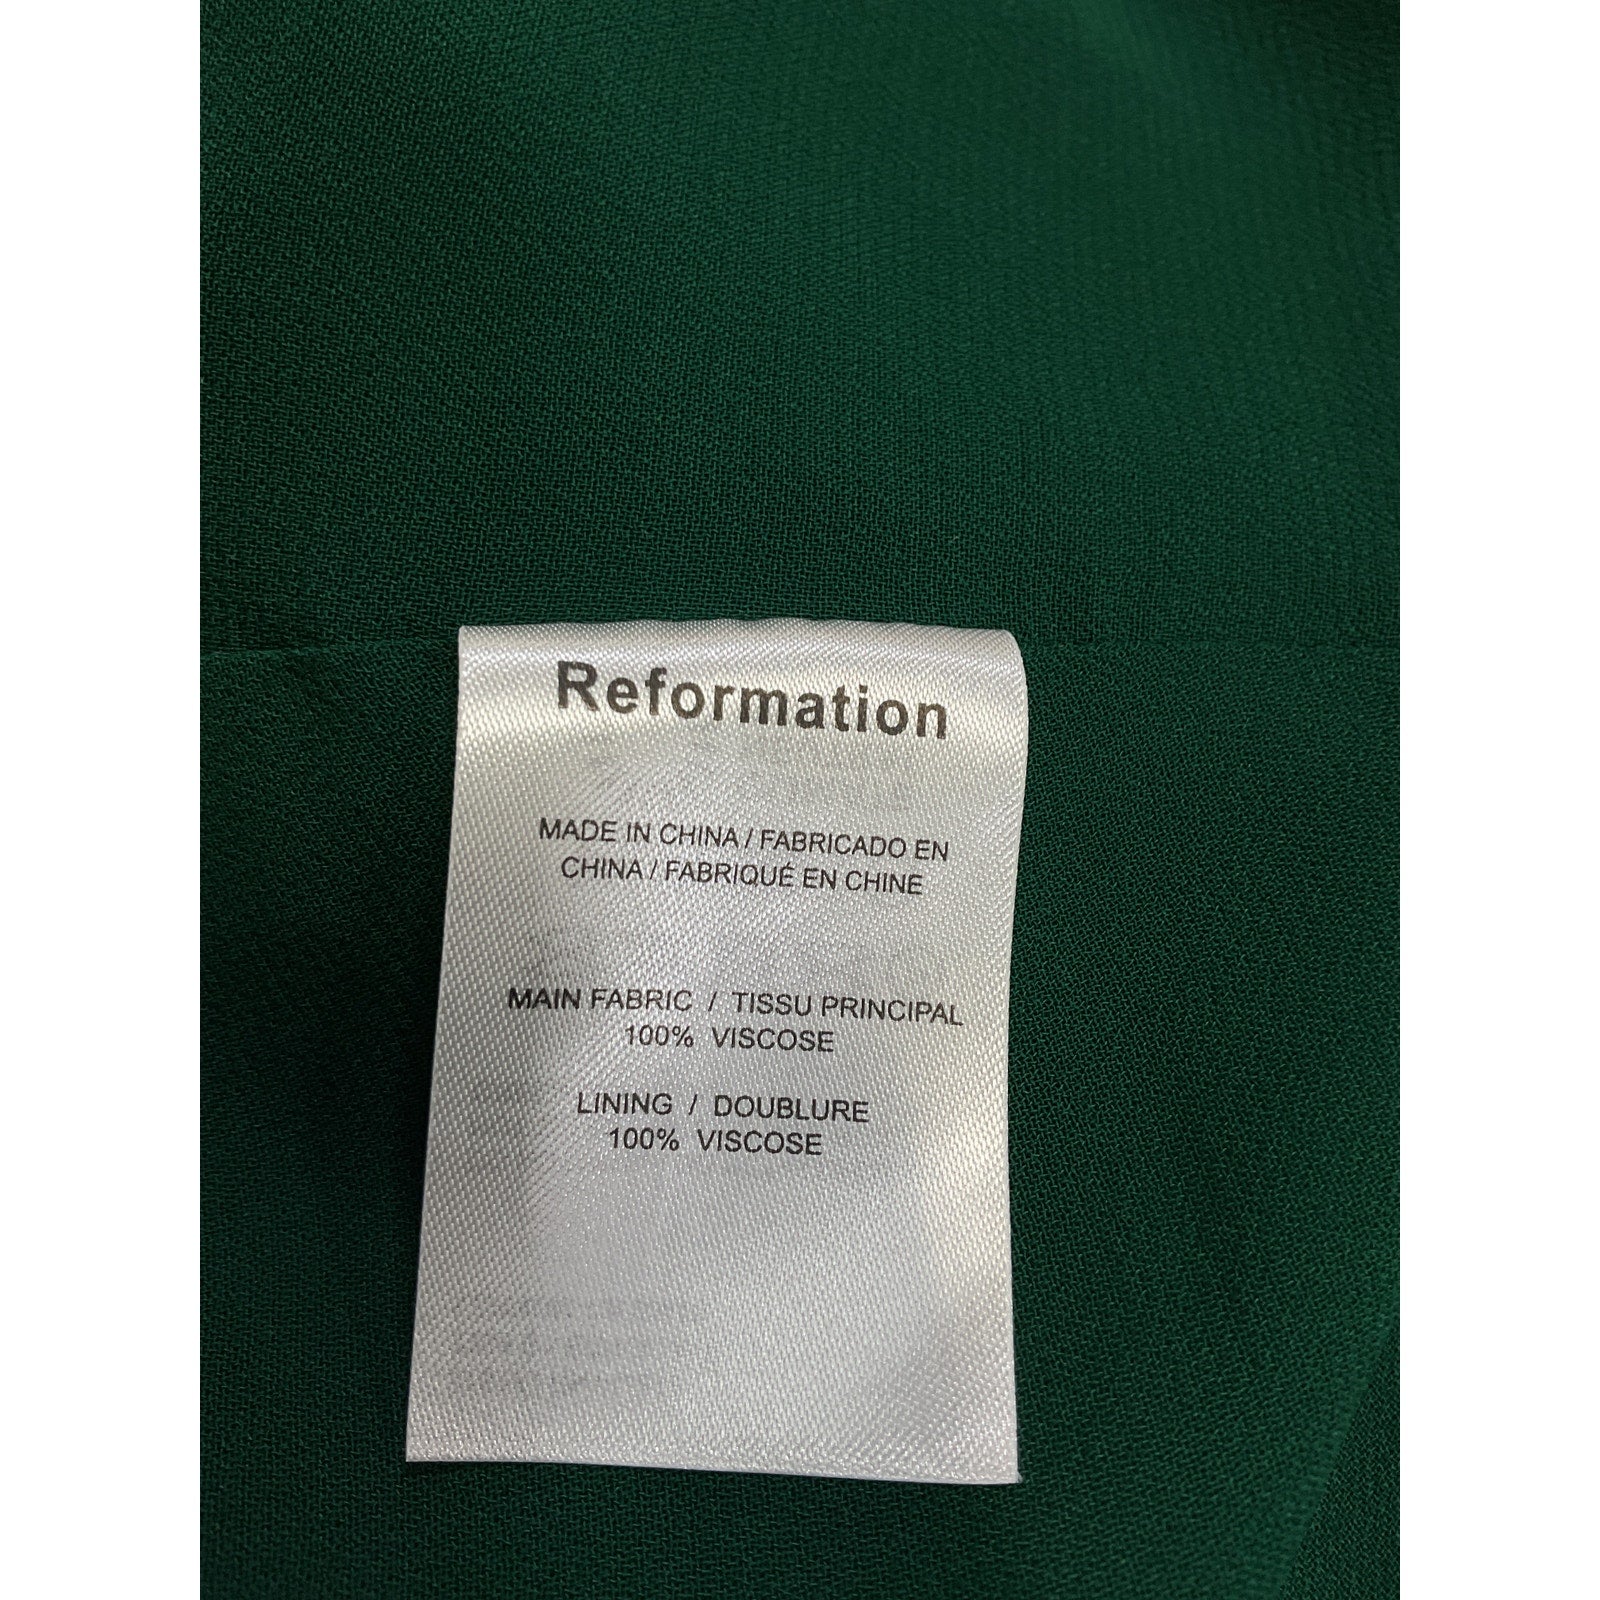 Reformation
MADE IN CHINA / FABRICADO EN
CHINA / FABRIQUÉ EN CHINE
MAIN FABRIC / TISSU PRINCIPAL
100% VISCOSE
LINING / DOUBLURE
100% VISCOSE